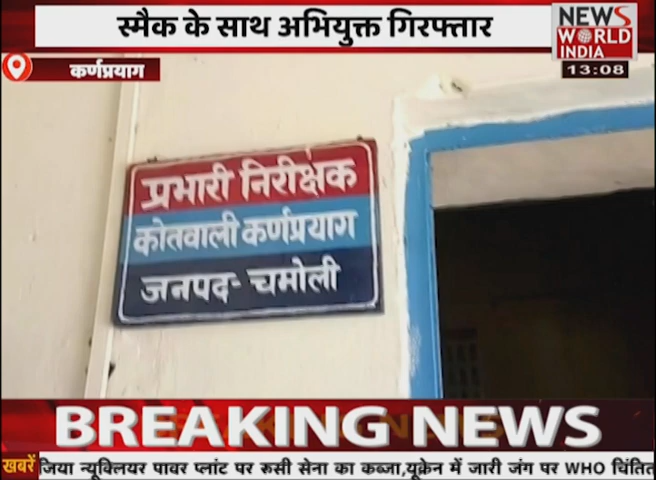 स्मैक के साथ अभियुक्त गिरफ्तार
NEWS
WORLD
INDIA
13:08
कर्णप्रयाग
प्रभारी निरीक्षक
कोतवाली कर्णप्रयाग
जनपद- चमोली
BREAKING NEWS
खबरें जिया न्यूक्लियर पावर प्लांट पर रूसी सेना का कब्जा,यूक्रेन में जारी जंग पर WHO चिंतित